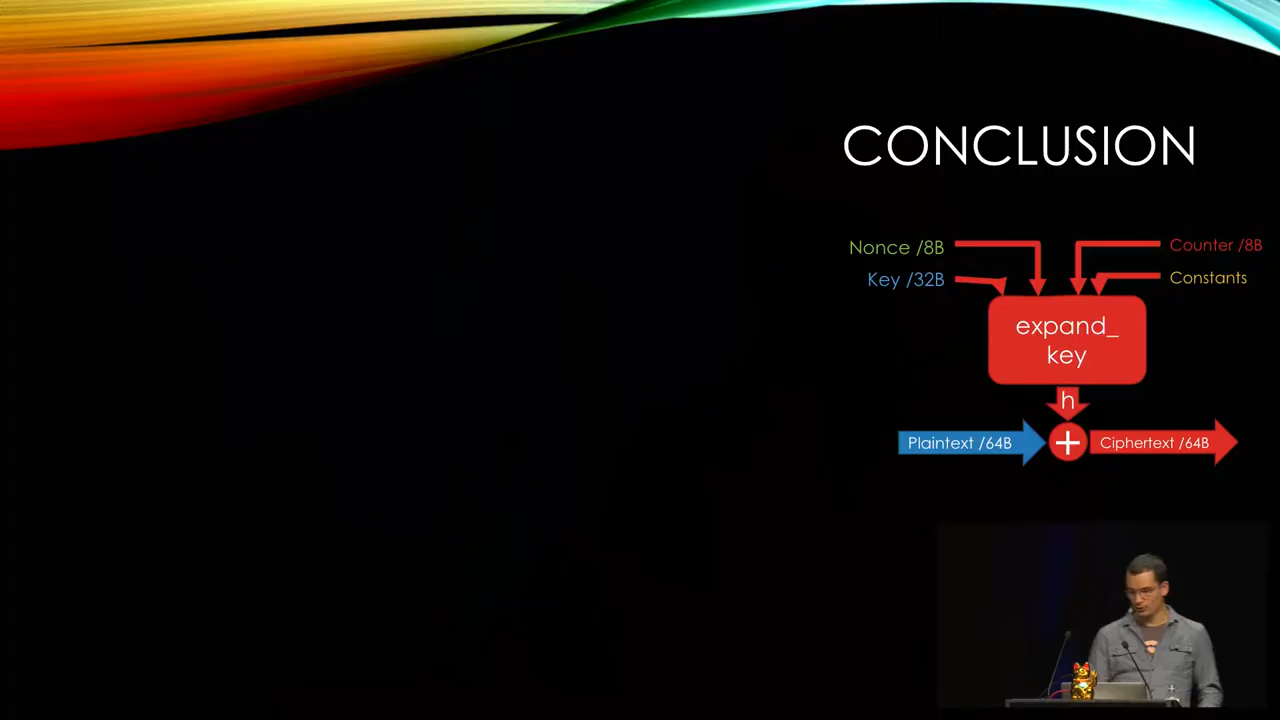 CONCLUSION
Nonce /8B
Counter /8B
Key /32B
Constants
expand_
key
h
Plaintext /64B
+
Ciphertext /64B